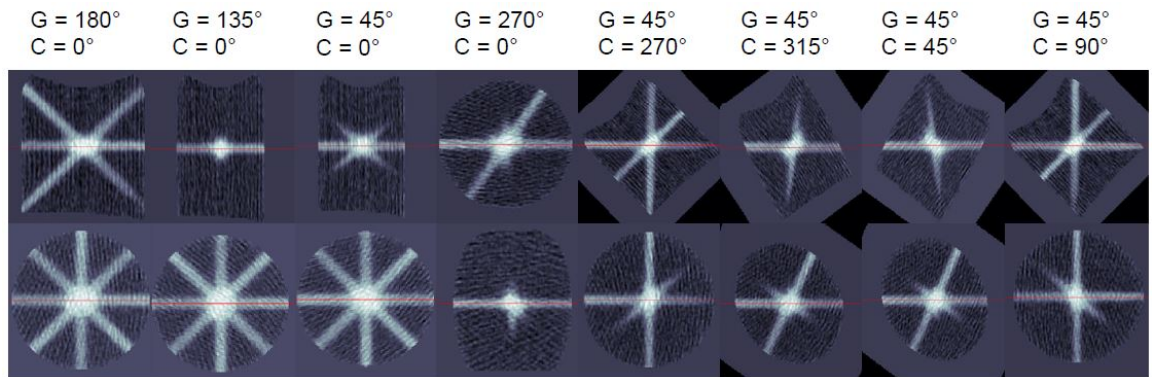 G = 180° G = 135° G = 45° G = 270° G = 45° G = 45° G = 45° G = 45°
C = 0° C = 0° C = 0° C = 0° C = 270° C = 315° C = 45° C = 90°